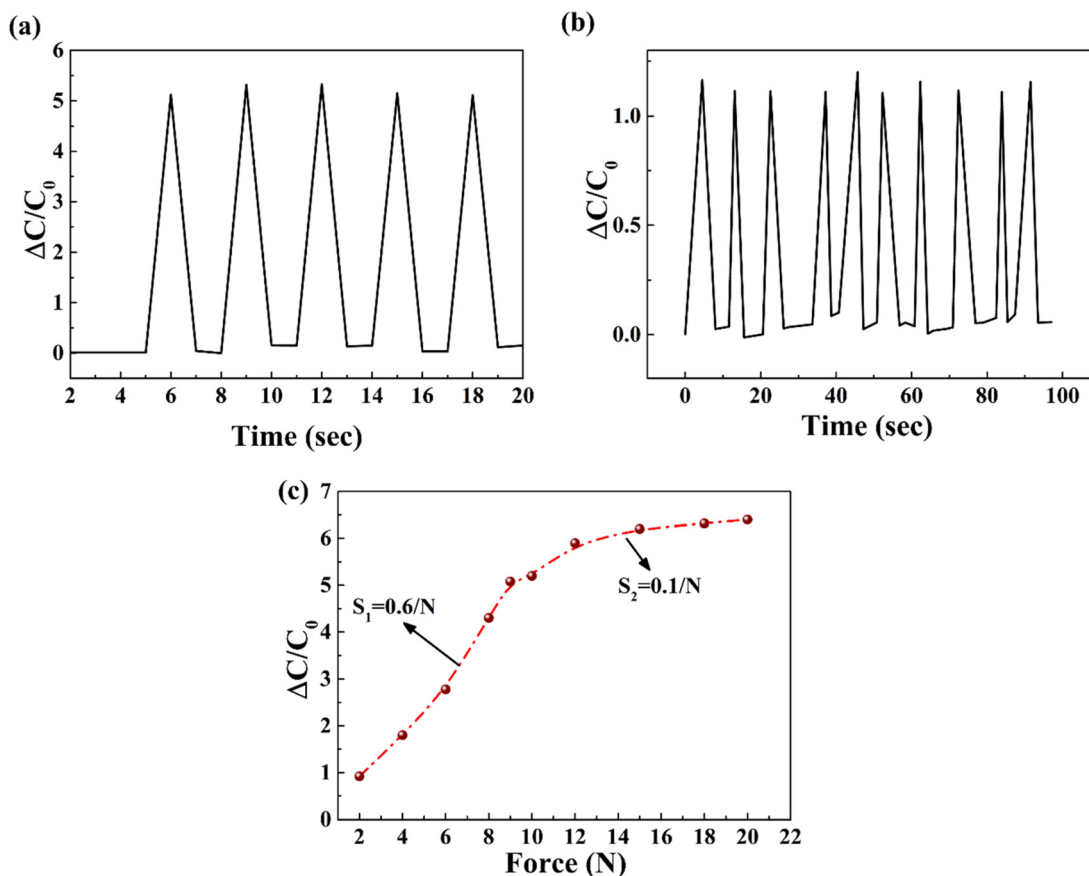 (a)
6
5
4
3
2
1
0
ΔC/C₀
2 4 6 8 10 12 14 16 18 20
Time (sec)
(b)
1.0
0.5
0.0
ΔC/C₀
0 20 40 60 80 100
Time (sec)
(c)
7
6
5
4
3
2
1
0
ΔC/C₀
S₁=0.6/N
S₂=0.1/N
2 4 6 8 10 12 14 16 18 20 22
Force (N)